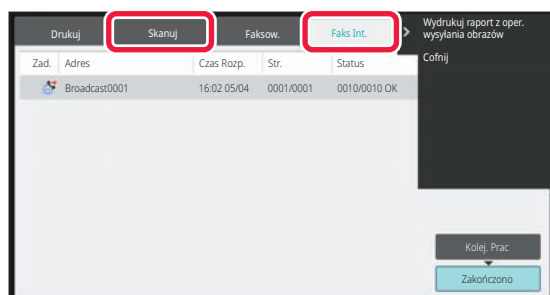 Drukuj Skanuj Faksow. Faks Int.
Wydrukuj raport z oper.
wysyłania obrazów
Cofnij
Zad. Adres Czas Rozp. Str. Status
Broadcast0001 16:02 05/04 0001/0001 0010/0010 OK
Kolej. Prac
Zakończono